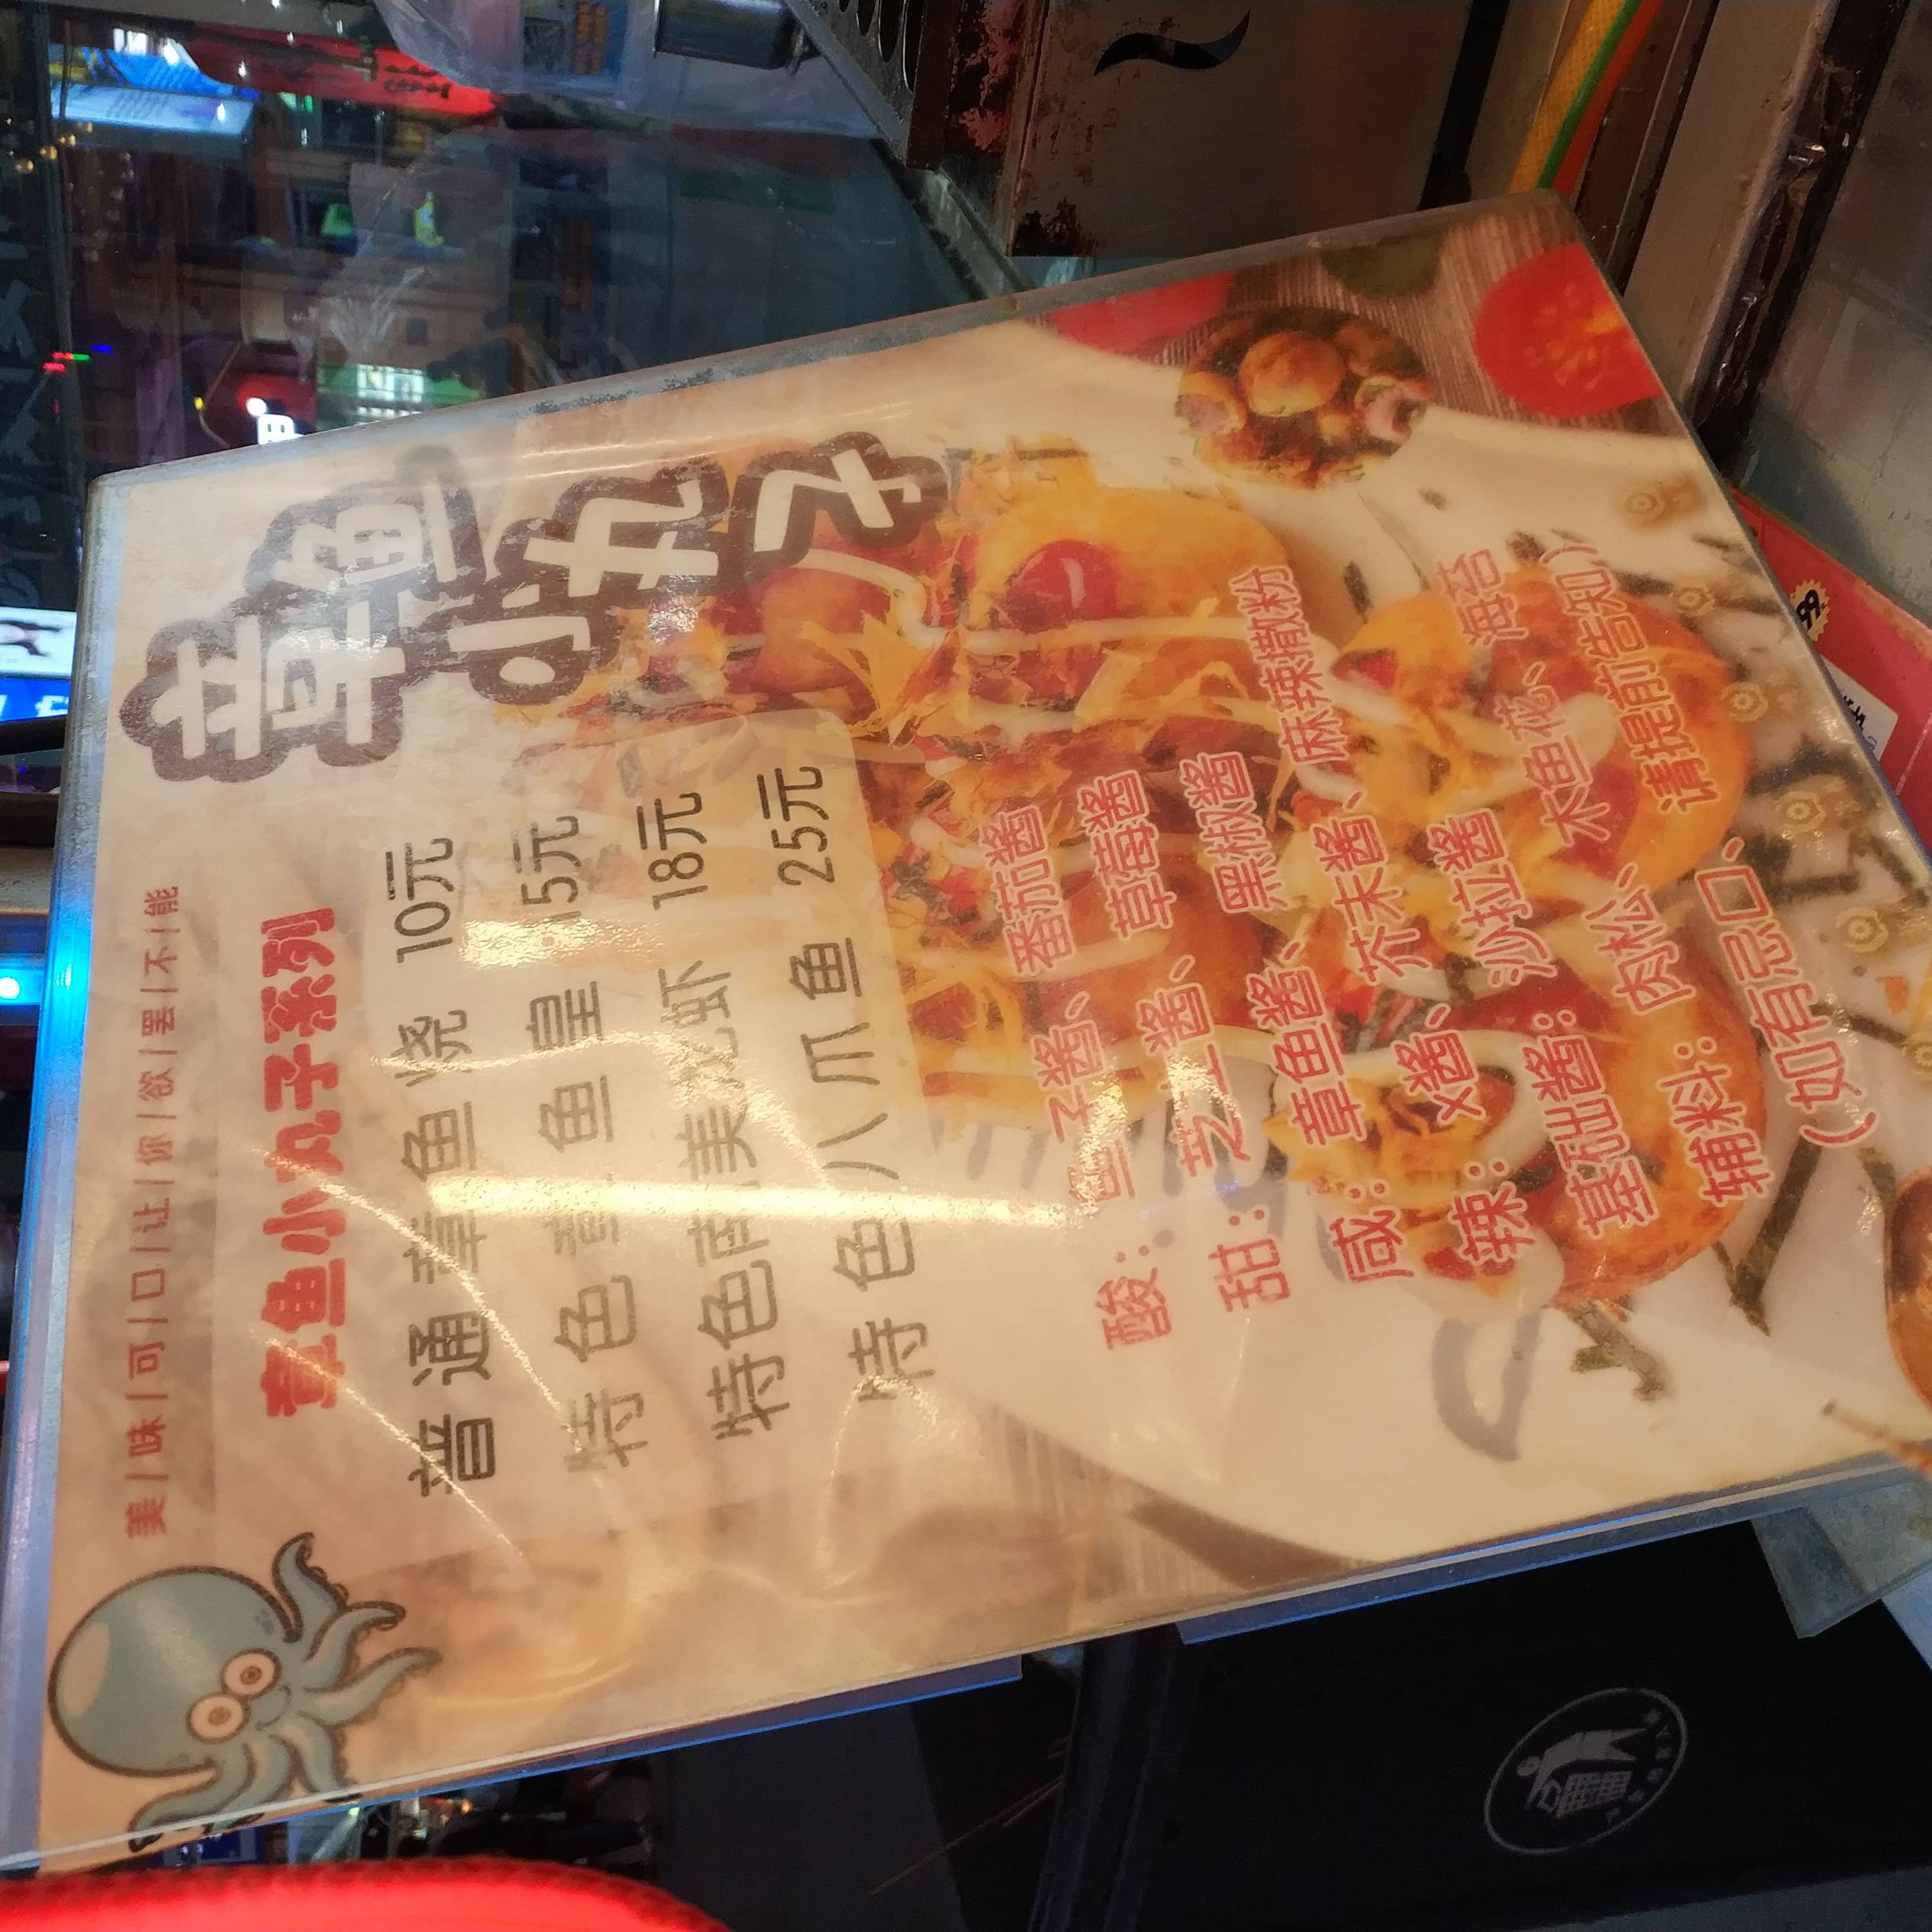 美|味|可|口|让|你|欲|罢|不|能
章鱼小丸子
章鱼小丸子系列
普通章鱼烧 10元
特色章鱼皇 15元
特色南美龙虾 18元
特色八爪鱼 25元
酸：鱼子酱、番茄酱
甜：芝士酱、草莓酱
咸：章鱼酱、黑椒酱
辣：x酱、芥末酱、麻辣撒粉
基础酱：沙拉酱
辅料：肉松、木鱼花、海苔
（如有忌口、请提前告知）